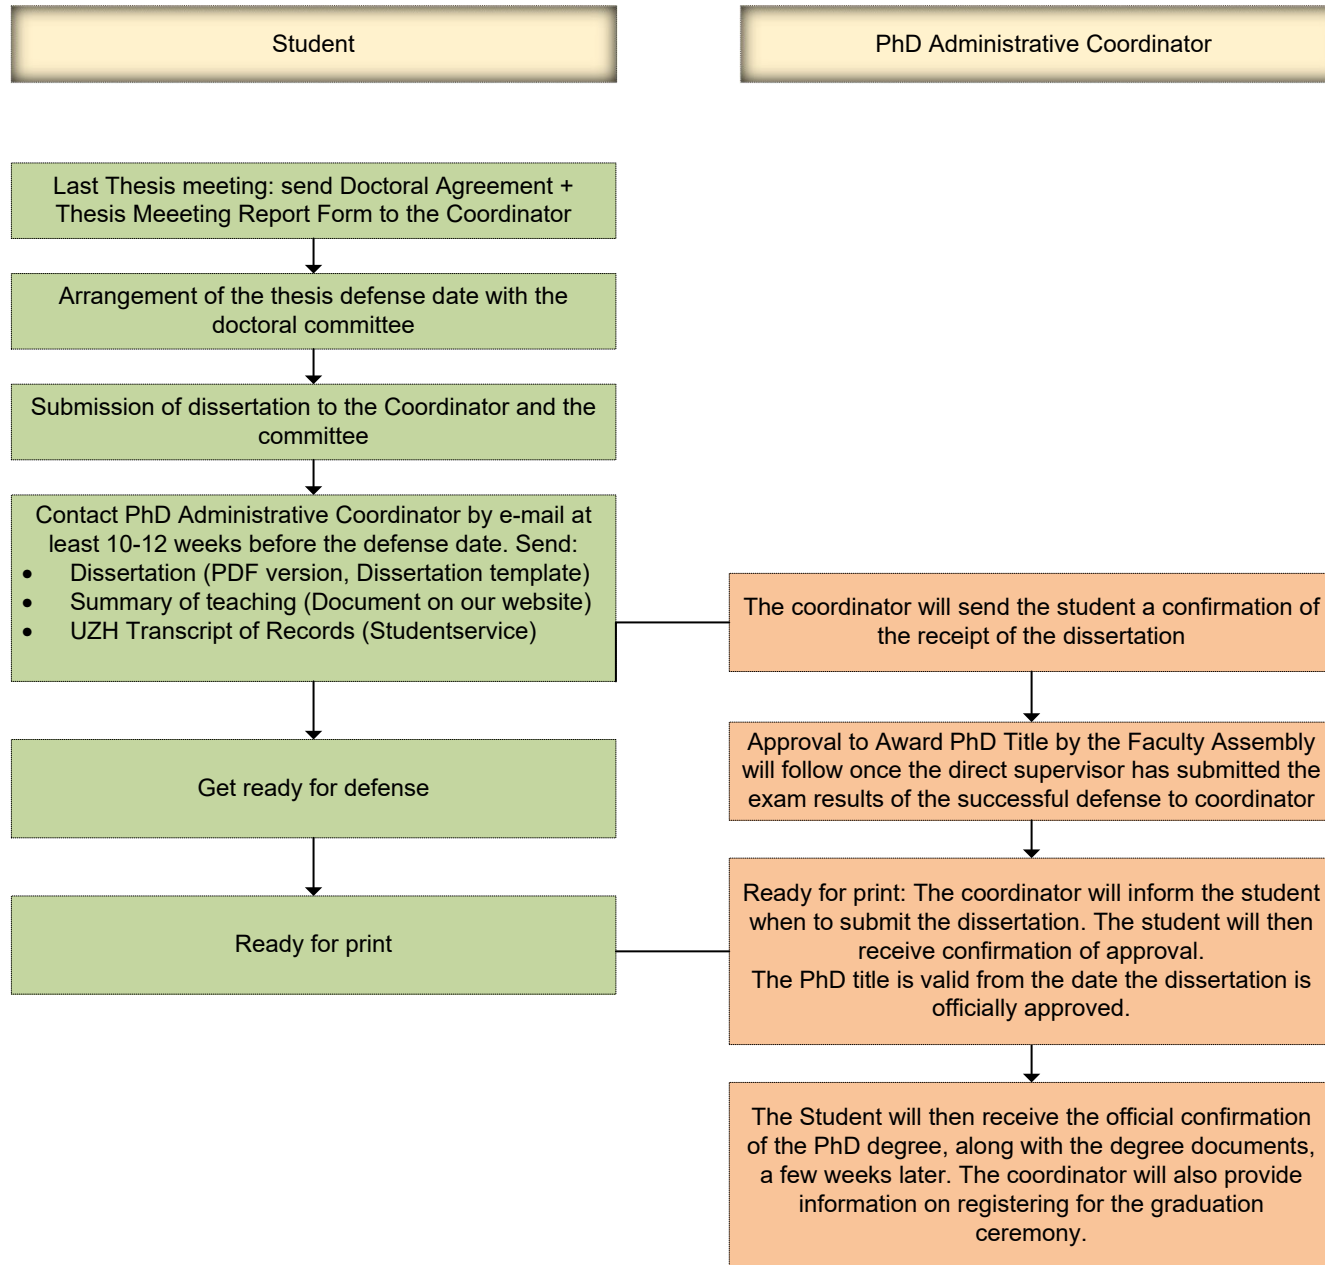 Student
PhD Administrative Coordinator
Last Thesis meeting: send Doctoral Agreement +
Thesis Meeeting Report Form to the Coordinator
Arrangement of the thesis defense date with the
doctoral committee
Submission of dissertation to the Coordinator and the
committee
Contact PhD Administrative Coordinator by e-mail at
least 10-12 weeks before the defense date. Send:
• Dissertation (PDF version, Dissertation template)
• Summary of teaching (Document on our website)
• UZH Transcript of Records (Studentservice)
Get ready for defense
Ready for print
The coordinator will send the student a confirmation of
the receipt of the dissertation
Approval to Award PhD Title by the Faculty Assembly
will follow once the direct supervisor has submitted the
exam results of the successful defense to coordinator
Ready for print: The coordinator will inform the student
when to submit the dissertation. The student will then
receive confirmation of approval.
The PhD title is valid from the date the dissertation is
officially approved.
The Student will then receive the official confirmation
of the PhD degree, along with the degree documents,
a few weeks later. The coordinator will also provide
information on registering for the graduation
ceremony.